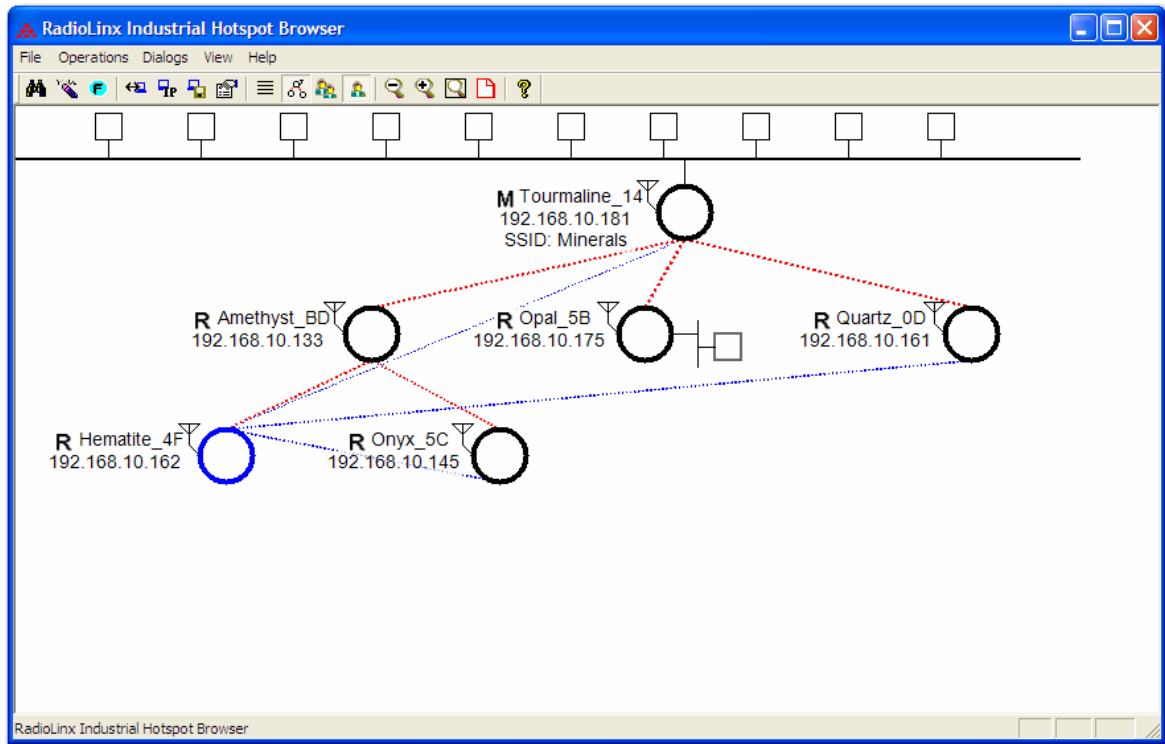 RadioLinx Industrial Hotspot Browser
File Operations Dialogs View Help
F IP ?
M Tourmaline_14
192.168.10.181
SSID: Minerals
R Amethyst_BD
192.168.10.133
R Opal_5B
192.168.10.175
R Quartz_0D
192.168.10.161
R Hematite_4F
192.168.10.162
R Onyx_5C
192.168.10.145
RadioLinx Industrial Hotspot Browser